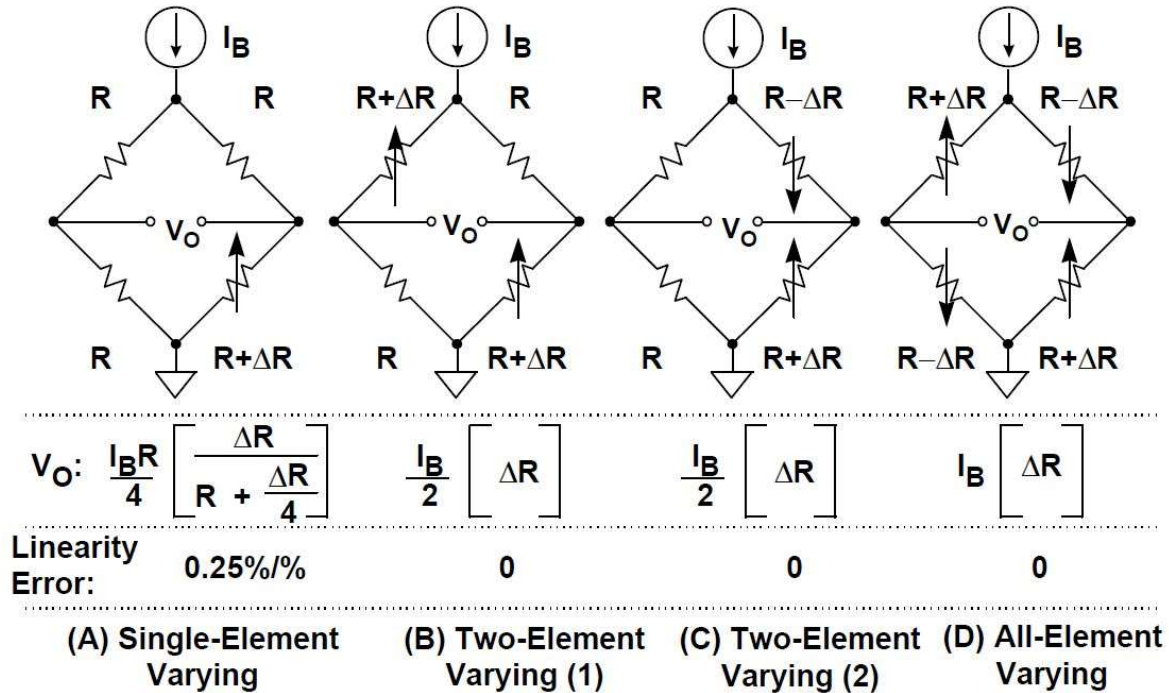 I_B I_B I_B I_B
R R R+ΔR R R R−ΔR R+ΔR R−ΔR
V_O V_O V_O V_O
R R+ΔR R R+ΔR R R+ΔR R−ΔR R+ΔR
V_O: I_B R / 4 [ ΔR / (R + ΔR/4) ] I_B / 2 [ ΔR ] I_B / 2 [ ΔR ] I_B [ ΔR ]
Linearity
Error: 0.25%/% 0 0 0
(A) Single-Element
Varying
(B) Two-Element
Varying (1)
(C) Two-Element
Varying (2)
(D) All-Element
Varying